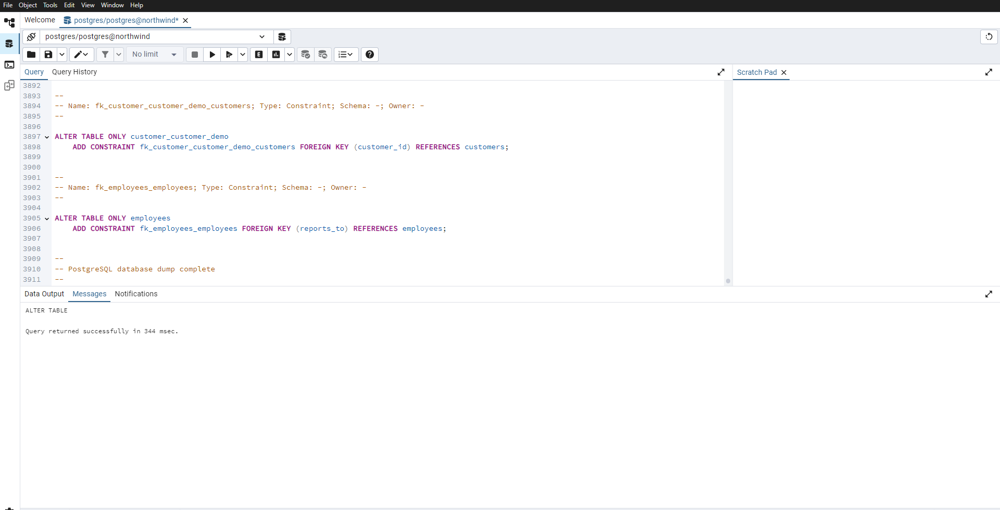 File Object Tools Edit View Window Help
Welcome postgres/postgres@northwind*
postgres/postgres@northwind
No limit E
Query Query History Scratch Pad
3892
3893 --
3894 -- Name: fk_customer_customer_demo_customers; Type: Constraint; Schema: -; Owner: -
3895 --
3896
3897 ALTER TABLE ONLY customer_customer_demo
3898 ADD CONSTRAINT fk_customer_customer_demo_customers FOREIGN KEY (customer_id) REFERENCES customers;
3899
3900
3901 --
3902 -- Name: fk_employees_employees; Type: Constraint; Schema: -; Owner: -
3903 --
3904
3905 ALTER TABLE ONLY employees
3906 ADD CONSTRAINT fk_employees_employees FOREIGN KEY (reports_to) REFERENCES employees;
3907
3908
3909 --
3910 -- PostgreSQL database dump complete
3911 --
Data Output Messages Notifications
ALTER TABLE
Query returned successfully in 344 msec.